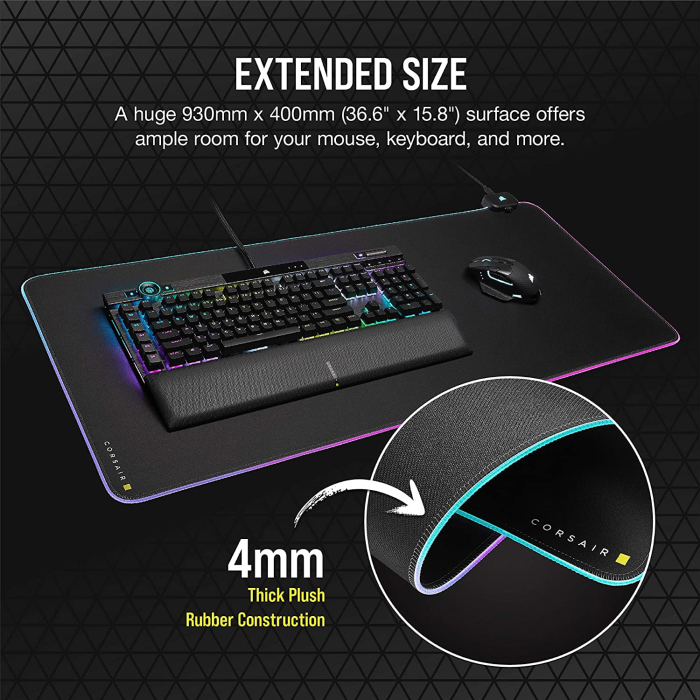 EXTENDED SIZE
A huge 930mm x 400mm (36.6" x 15.8") surface offers
ample room for your mouse, keyboard, and more.
CORSAIR
4mm
Thick Plush
Rubber Construction
CORSAIR